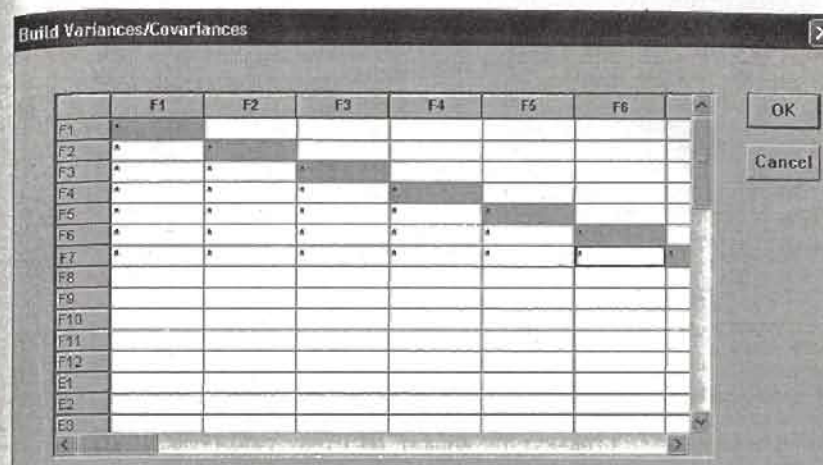 Build Variances/Covariances
F1 F2 F3 F4 F5 F6
OK
Cancel
F1 *
F2 * *
F3 * * *
F4 * * * *
F5 * * * * *
F6 * * * * * *
F7 * * * * * * *
F8
F9
F10
F11
F12
E1
E2
E3